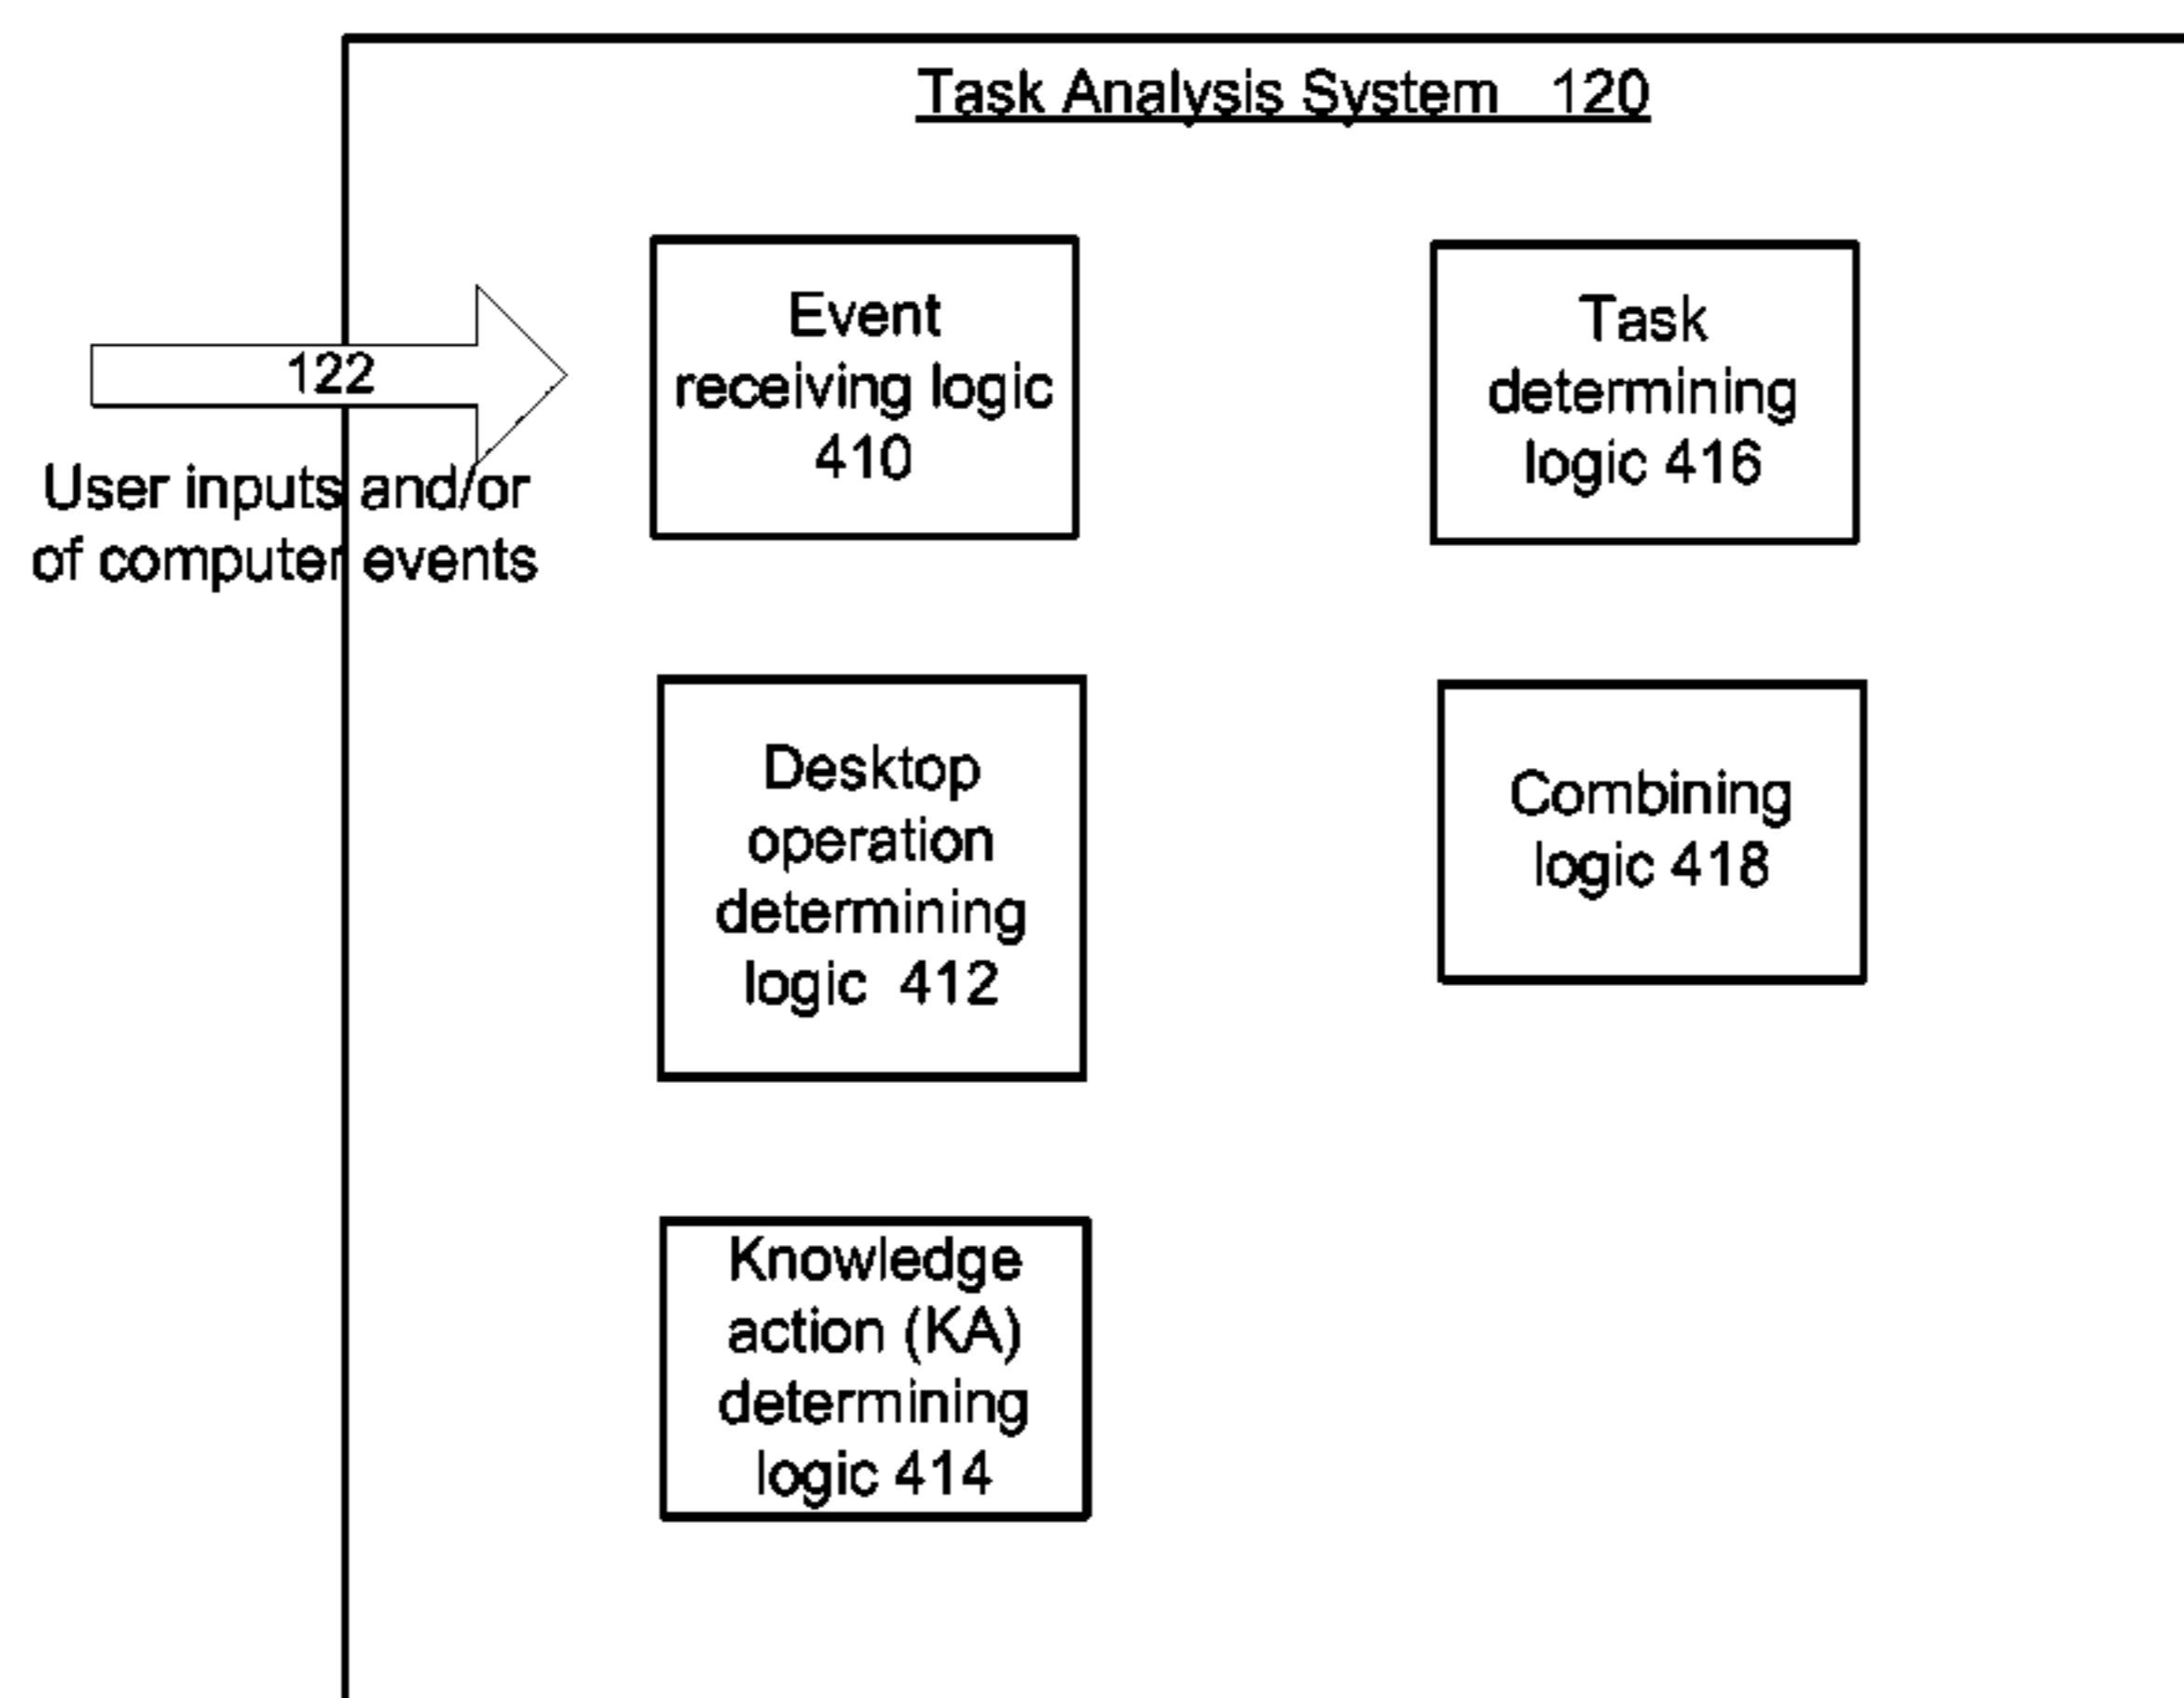 Task Analysis System 120
122
User inputs and/or
of computer events
Event
receiving logic
410
Task
determining
logic 416
Desktop
operation
determining
logic 412
Combining
logic 418
Knowledge
action (KA)
determining
logic 414